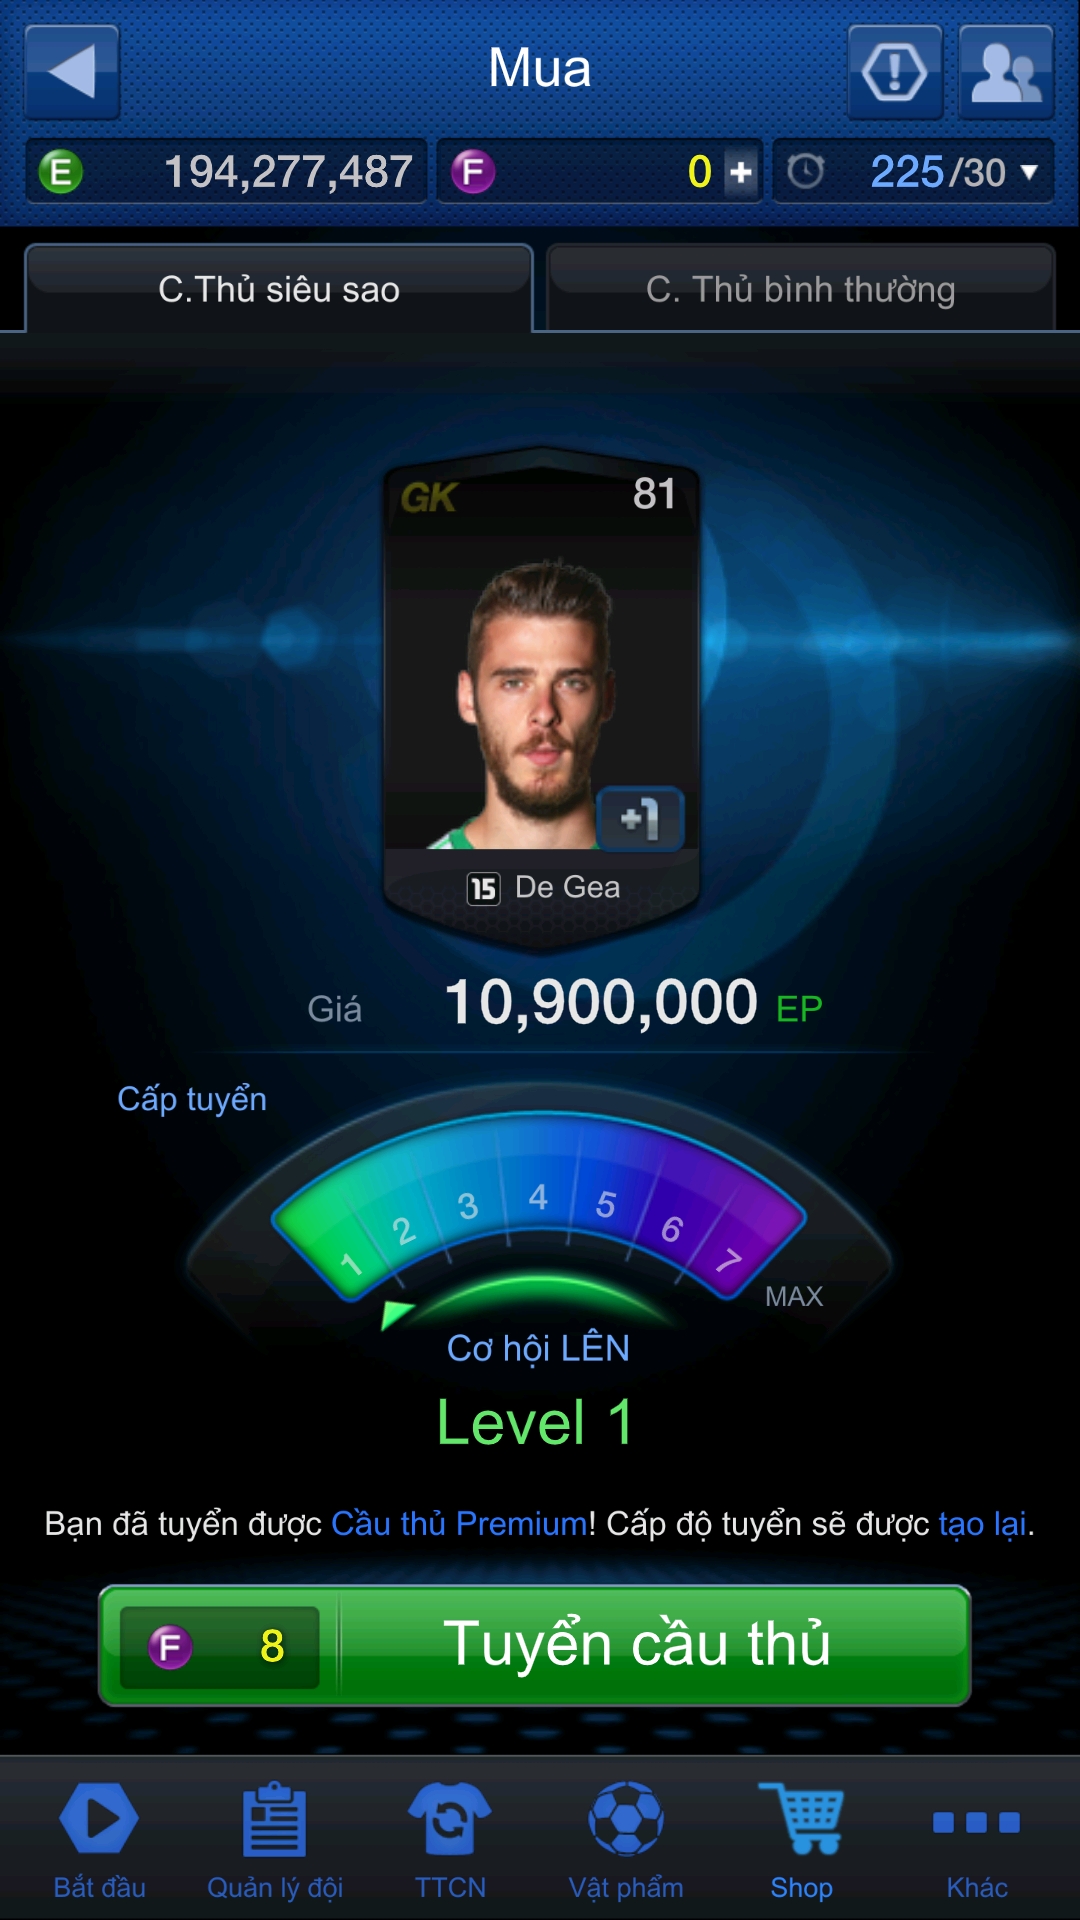 Mua
E 194,277,487 F 0 + 225/30
C.Thủ siêu sao C. Thủ bình thường
GK 81
+1
15 De Gea
Giá 10,900,000 EP
Cấp tuyển
1 2 3 4 5 6 7
MAX
Cơ hội LÊN
Level 1
Bạn đã tuyển được Cầu thủ Premium! Cấp độ tuyển sẽ được tạo lại.
F 8 Tuyển cầu thủ
Bắt đầu Quản lý đội TTCN Vật phẩm Shop Khác